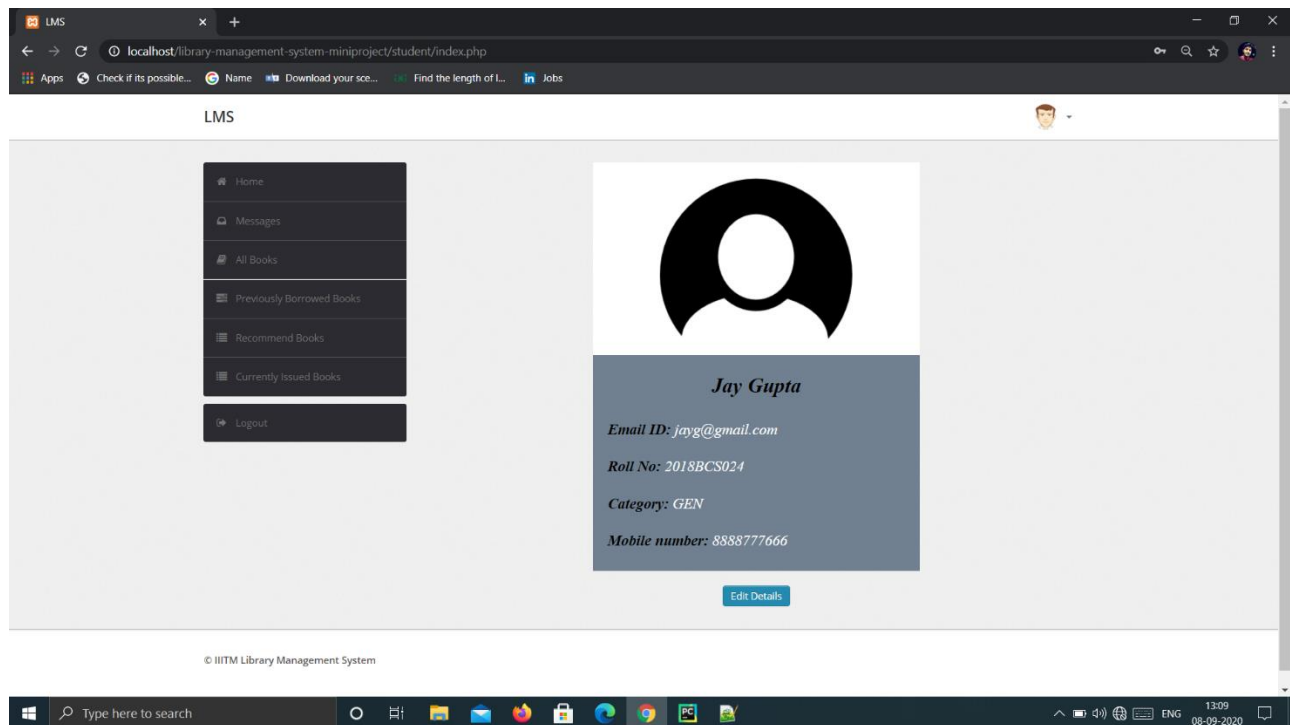 LMS
localhost/library-management-system-miniproject/student/index.php
Apps Check if its possible... Name Download your sce... Find the length of l... Jobs
LMS
Home
Messages
All Books
Previously Borrowed Books
Recommend Books
Currently Issued Books
Logout
Jay Gupta
Email ID: jayg@gmail.com
Roll No: 2018BCS024
Category: GEN
Mobile number: 8888777666
Edit Details
© IIITM Library Management System
Type here to search
PC
ENG
13:09
08-09-2020